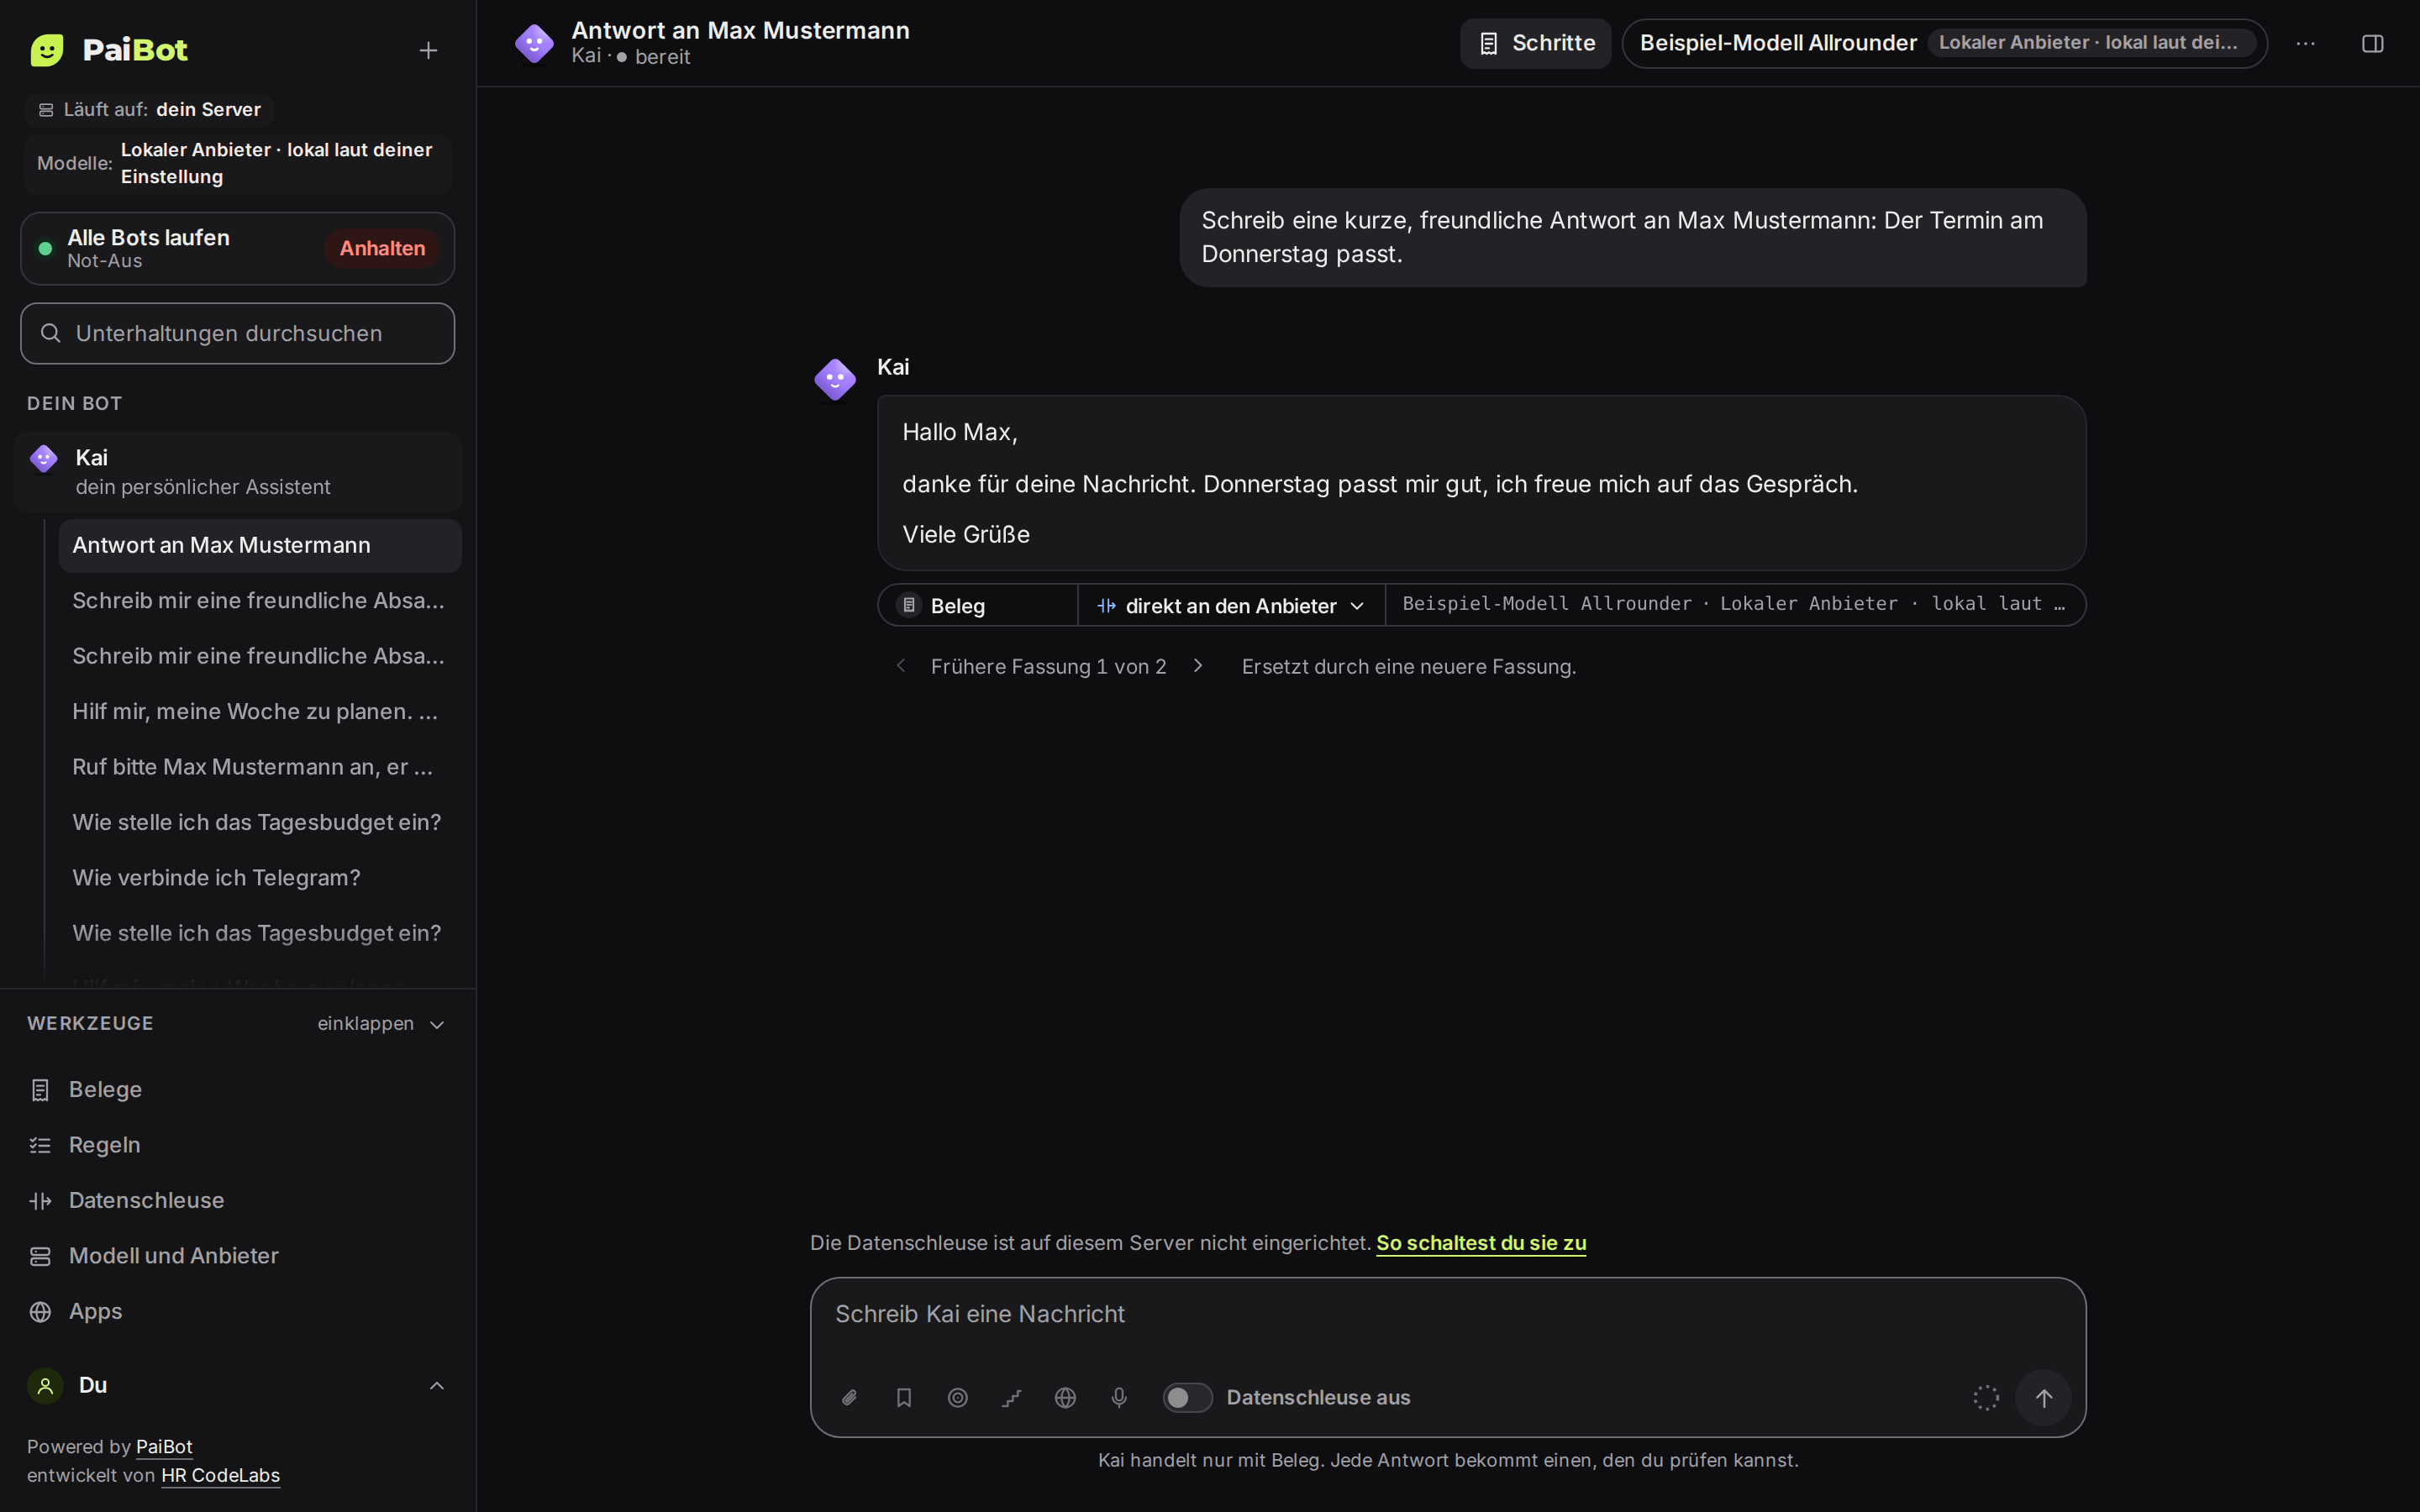 PaiBot
Läuft auf: dein Server
Modelle: Lokaler Anbieter · lokal laut deiner
Einstellung
Alle Bots laufen
Not-Aus
Anhalten
Unterhaltungen durchsuchen
DEIN BOT
Kai
dein persönlicher Assistent
Antwort an Max Mustermann
Schreib mir eine freundliche Absa...
Schreib mir eine freundliche Absa...
Hilf mir, meine Woche zu planen. ...
Ruf bitte Max Mustermann an, er ...
Wie stelle ich das Tagesbudget ein?
Wie verbinde ich Telegram?
Wie stelle ich das Tagesbudget ein?
WERKZEUGE
einklappen
Belege
Regeln
Datenschleuse
Modell und Anbieter
Apps
Du
Powered by PaiBot
entwickelt von HR CodeLabs
Antwort an Max Mustermann
Kai · bereit
Schritte
Beispiel-Modell Allrounder Lokaler Anbieter · lokal laut dei...
Schreib eine kurze, freundliche Antwort an Max Mustermann: Der Termin am
Donnerstag passt.
Kai
Hallo Max,
danke für deine Nachricht. Donnerstag passt mir gut, ich freue mich auf das Gespräch.
Viele Grüße
Beleg
direkt an den Anbieter
Beispiel-Modell Allrounder · Lokaler Anbieter · lokal laut …
Frühere Fassung 1 von 2
Ersetzt durch eine neuere Fassung.
Die Datenschleuse ist auf diesem Server nicht eingerichtet. So schaltest du sie zu
Schreib Kai eine Nachricht
Datenschleuse aus
Kai handelt nur mit Beleg. Jede Antwort bekommt einen, den du prüfen kannst.